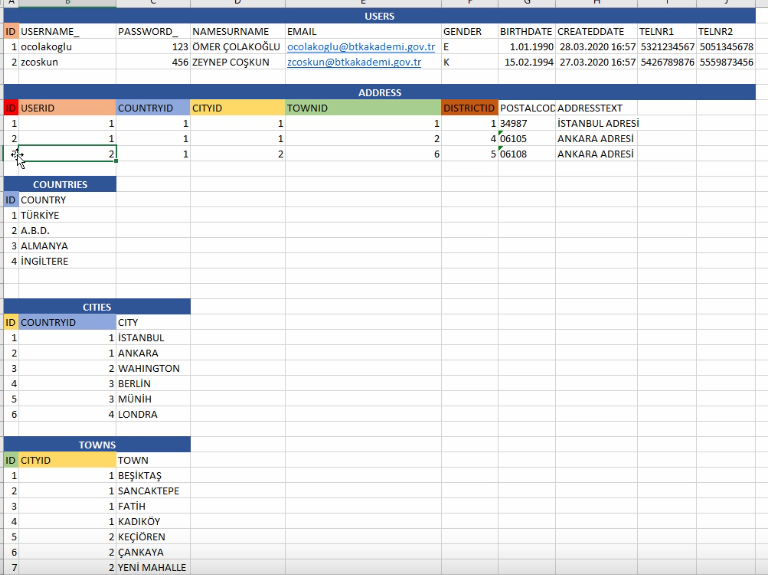 A B C D E F G H I J
USERS
ID USERNAME_ PASSWORD_ NAMESURNAME EMAIL GENDER BIRTHDATE CREATEDDATE TELNR1 TELNR2
1 ocolakoglu 123 ÖMER ÇOLAKOĞLU ocolakoglu@btkakademi.gov.tr E 1.01.1990 28.03.2020 16:57 5321234567 5051345678
2 zcoskun 456 ZEYNEP COŞKUN zcoskun@btkakademi.gov.tr K 15.02.1994 27.03.2020 16:57 5426789876 5559873456
ADDRESS
ID USERID COUNTRYID CITYID TOWNID DISTRICTID POSTALCOD ADDRESSTEXT
1 1 1 1 1 1 34987 İSTANBUL ADRESİ
2 1 1 1 2 4 06105 ANKARA ADRESİ
2 1 2 6 5 06108 ANKARA ADRESİ
COUNTRIES
ID COUNTRY
1 TÜRKİYE
2 A.B.D.
3 ALMANYA
4 İNGİLTERE
CITIES
ID COUNTRYID CITY
1 1 İSTANBUL
2 1 ANKARA
3 2 WAHINGTON
4 3 BERLİN
5 3 MÜNİH
6 4 LONDRA
TOWNS
ID CITYID TOWN
1 1 BEŞİKTAŞ
2 1 SANCAKTEPE
3 1 FATİH
4 1 KADIKÖY
5 2 KEÇİÖREN
6 2 ÇANKAYA
7 2 YENİ MAHALLE